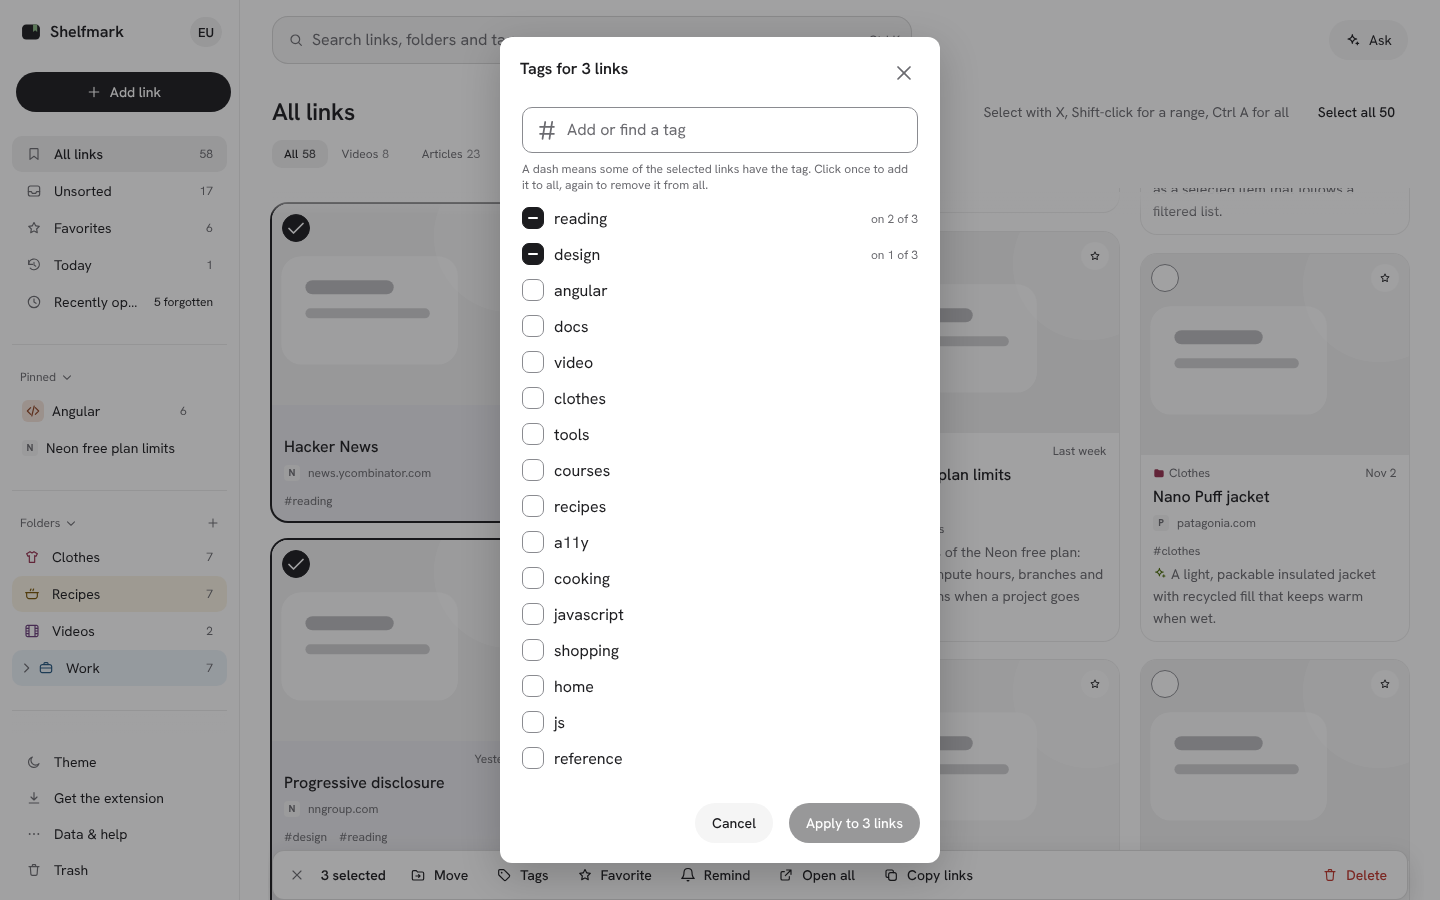 Shelfmark
EU
Add link
All links 58
Unsorted 17
Favorites 6
Today 1
Recently op... 5 forgotten
Pinned
Angular 6
N Neon free plan limits
Folders
Clothes 7
Recipes 7
Videos 2
Work 7
Theme
Get the extension
Data & help
Trash
Search links, folders and ta
Ask
All links
Select with X, Shift-click for a range, Ctrl A for all
Select all 50
All 58
Videos 8
Articles 23
Hacker News
N news.ycombinator.com
#reading
Yeste
Progressive disclosure
N nngroup.com
#design #reading
Tags for 3 links
# Add or find a tag
A dash means some of the selected links have the tag. Click once to add
it to all, again to remove it from all.
reading on 2 of 3
design on 1 of 3
angular
docs
video
clothes
tools
courses
recipes
a11y
cooking
javascript
shopping
home
js
reference
Cancel
Apply to 3 links
Last week
plan limits
of the Neon free plan:
branches and
s when a project goes
as a selected item that follows a
filtered list.
Clothes Nov 2
Nano Puff jacket
P patagonia.com
#clothes
A light, packable insulated jacket
with recycled fill that keeps warm
when wet.
3 selected
Move
Tags
Favorite
Remind
Open all
Copy links
Delete